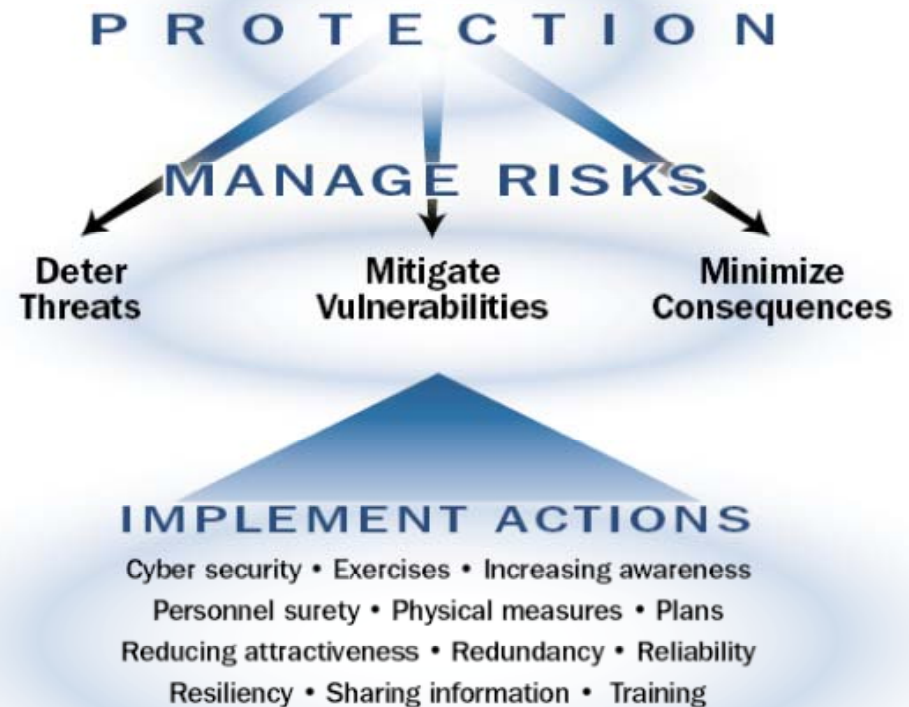 PROTECTION
MANAGE RISKS
Deter
Threats
Mitigate
Vulnerabilities
Minimize
Consequences
IMPLEMENT ACTIONS
Cyber security • Exercises • Increasing awareness
Personnel surety • Physical measures • Plans
Reducing attractiveness • Redundancy • Reliability
Resiliency • Sharing information • Training